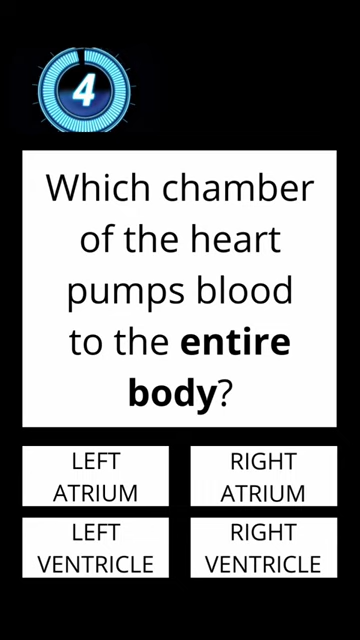 4
Which chamber
of the heart
pumps blood
to the entire
body?
LEFT
ATRIUM
RIGHT
ATRIUM
LEFT
VENTRICLE
RIGHT
VENTRICLE